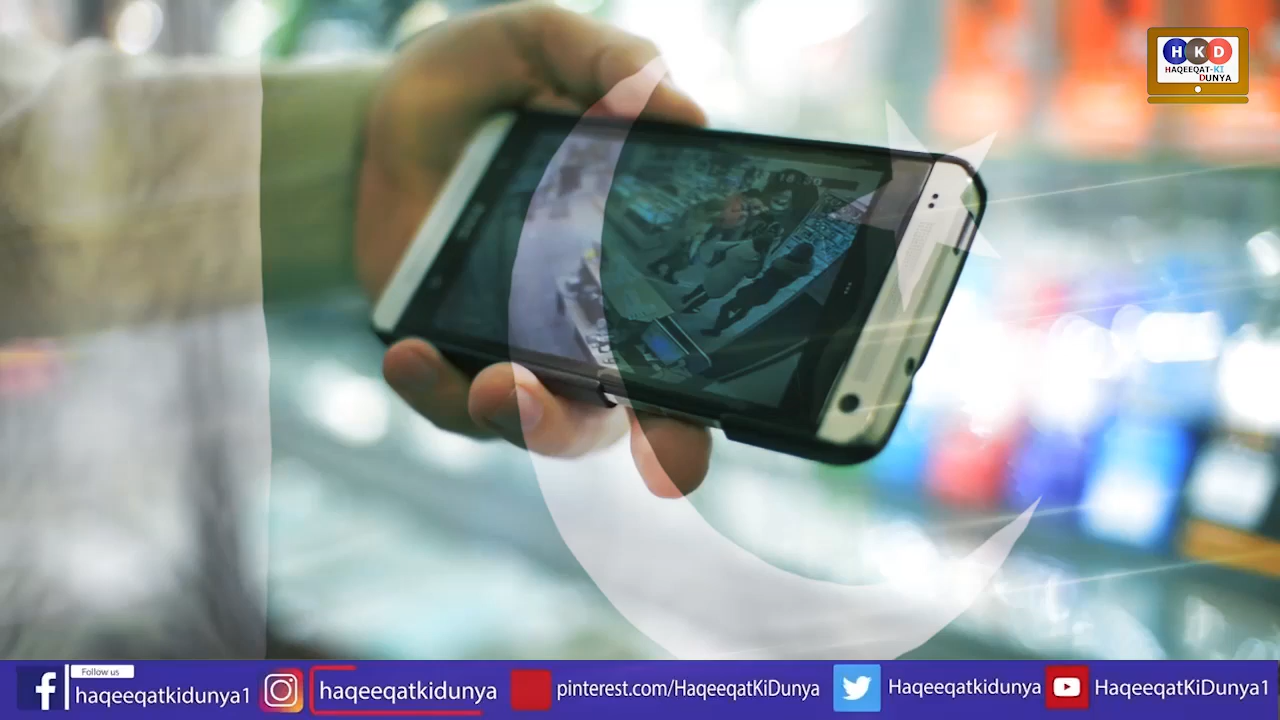 HKD
HAQEEQAT-KI
DUNYA
Follow us
haqeeqatkidunya1
haqeeqatkidunya
pinterest.com/HaqeeqatKiDunya
Haqeeqatkidunya
HaqeeqatKiDunya1